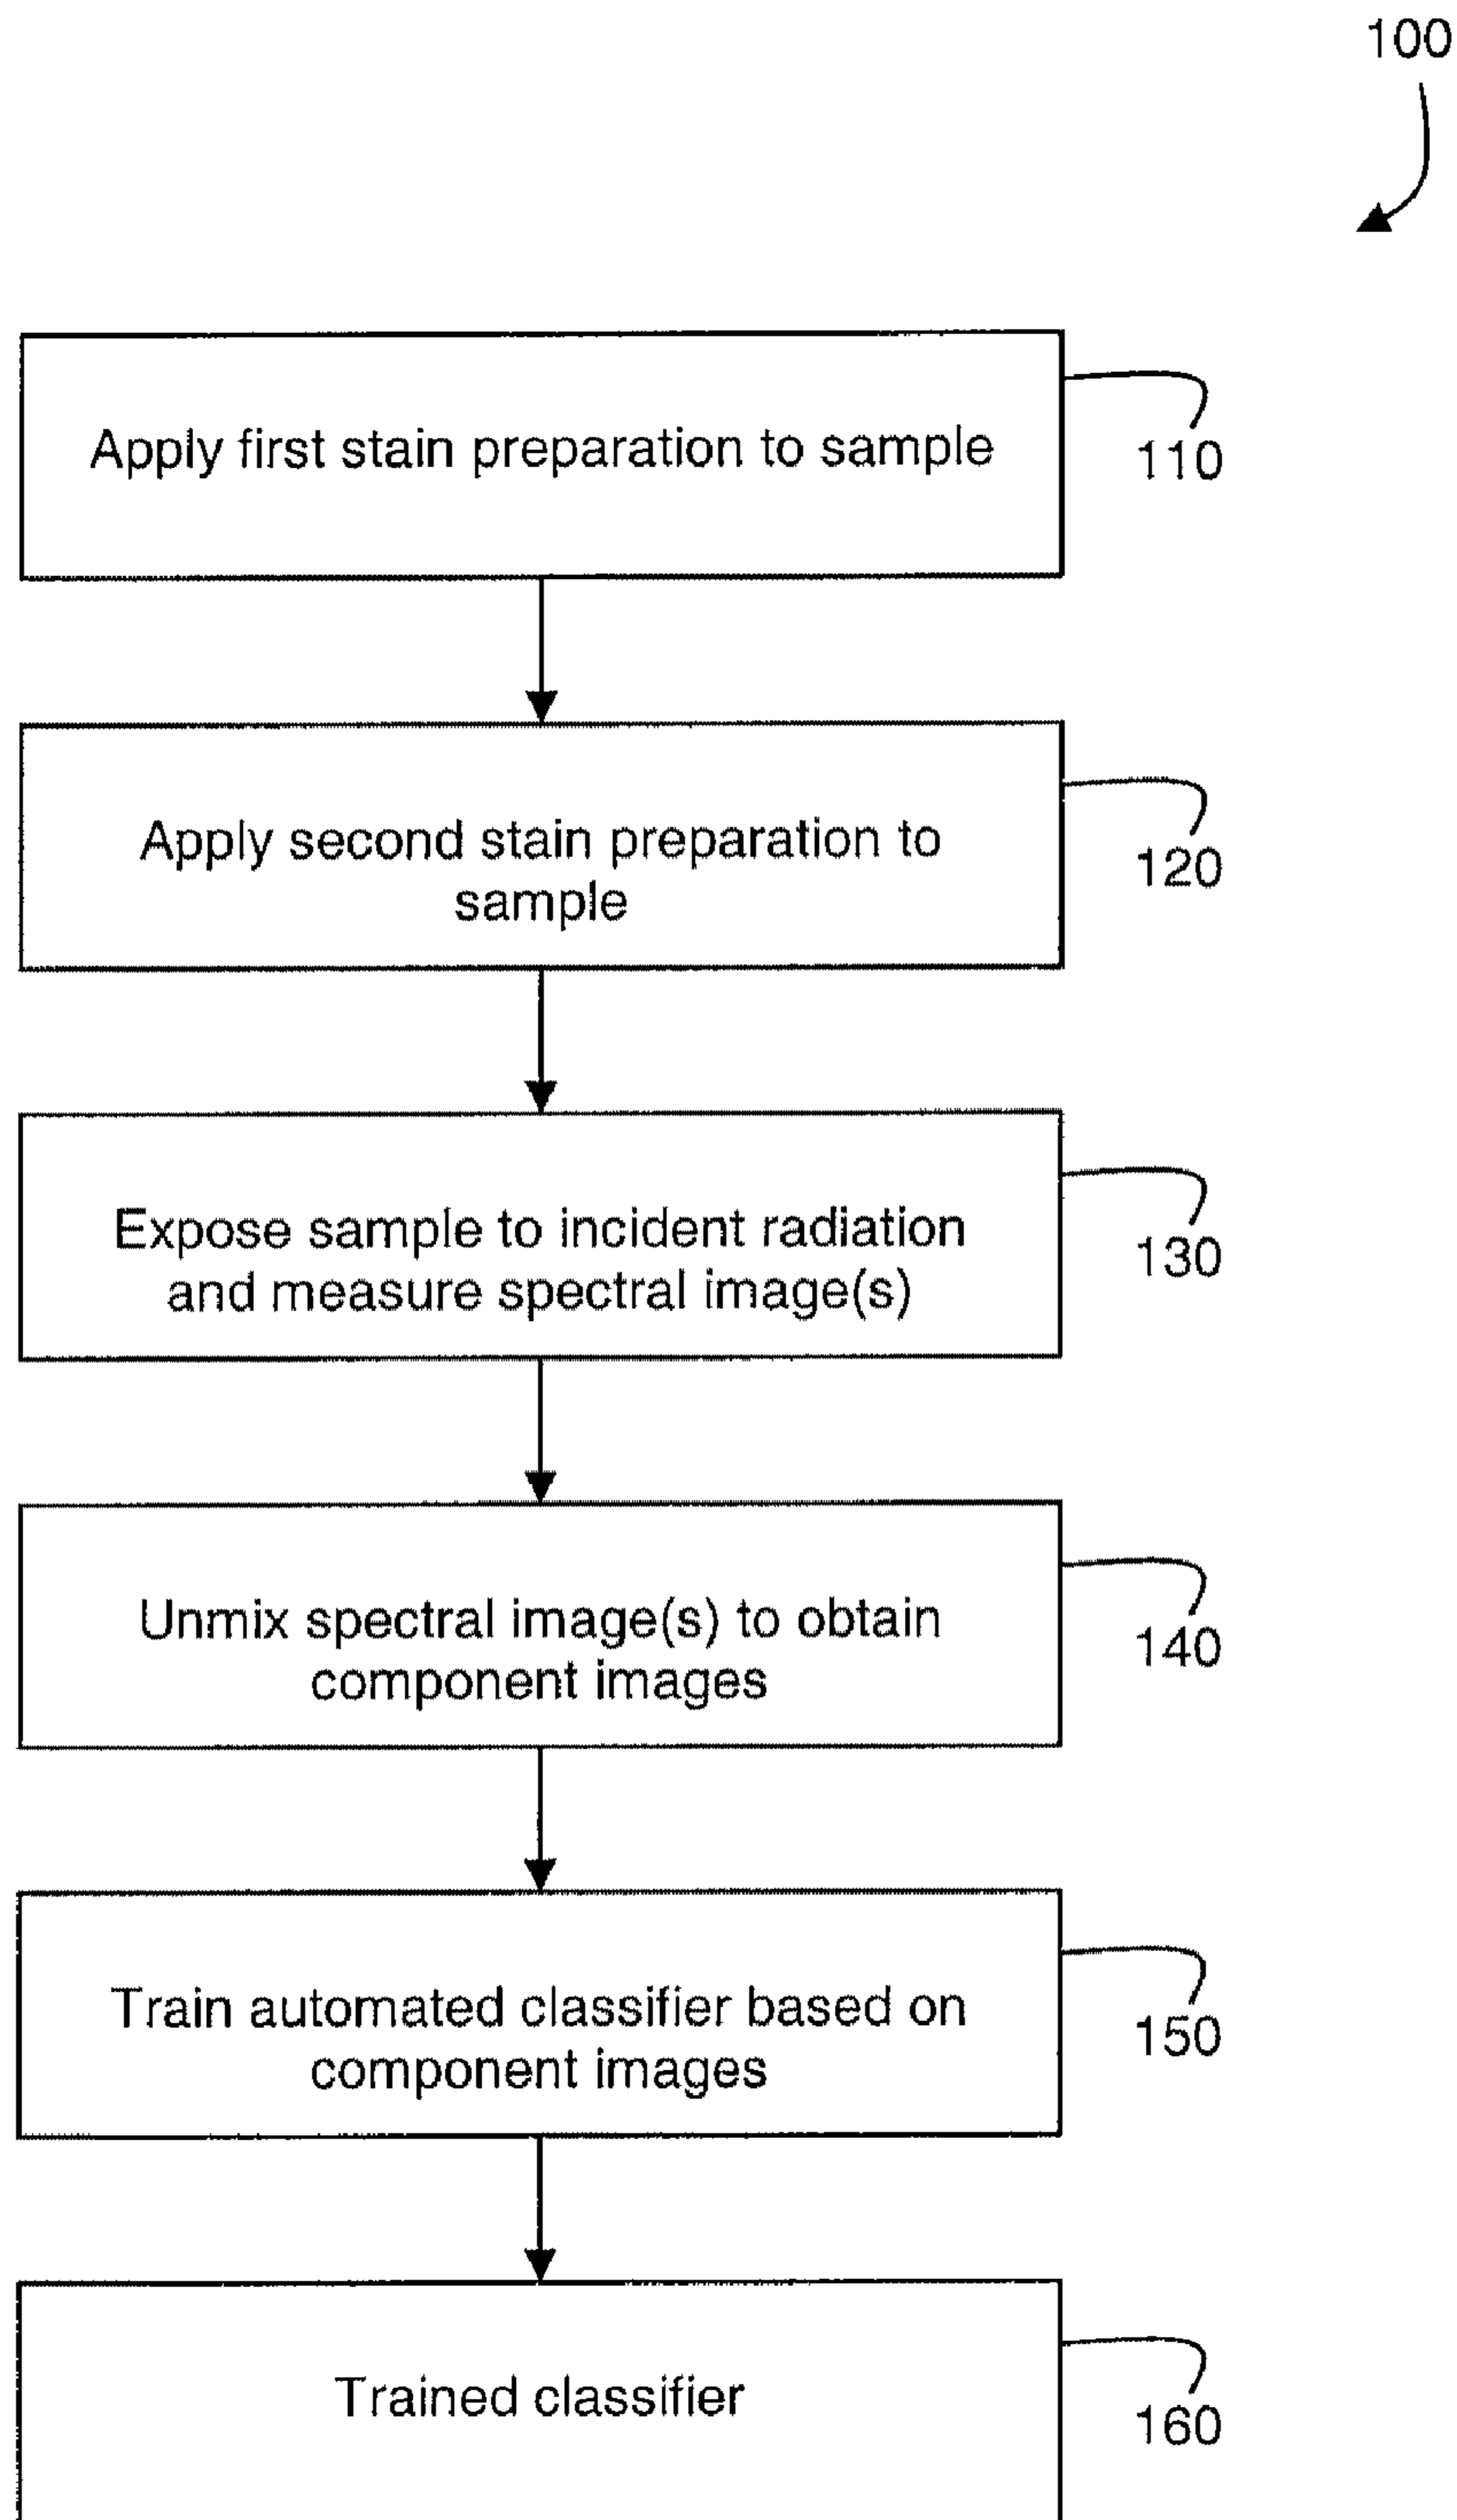 100
Apply first stain preparation to sample
110
Apply second stain preparation to
sample
120
Expose sample to incident radiation
and measure spectral image(s)
130
Unmix spectral image(s) to obtain
component images
140
Train automated classifier based on
component images
150
Trained classifier
160